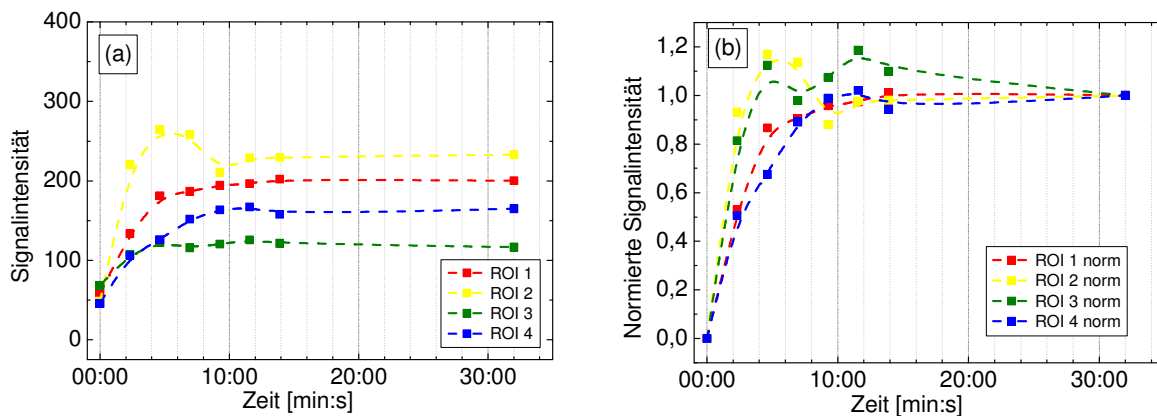 (a)
Signalintensität
400
300
200
100
0
00:00 10:00 20:00 30:00
Zeit [min:s]
ROI 1
ROI 2
ROI 3
ROI 4
(b)
Normierte Signalintensität
1,2
1,0
0,8
0,6
0,4
0,2
0,0
00:00 10:00 20:00 30:00
Zeit [min:s]
ROI 1 norm
ROI 2 norm
ROI 3 norm
ROI 4 norm